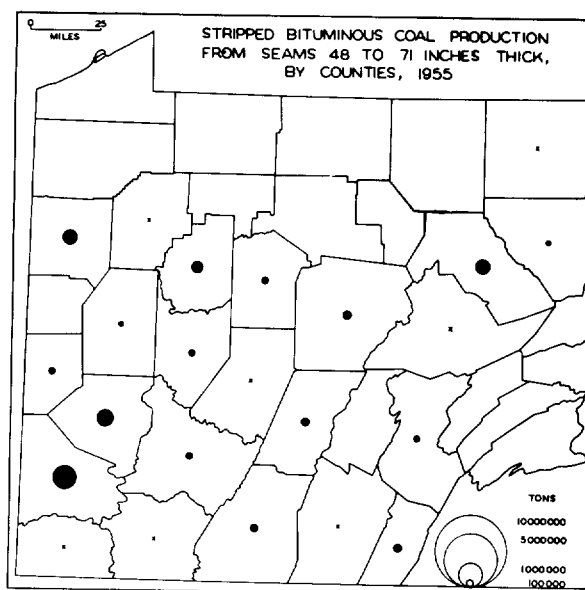 0 25
MILES
STRIPPED BITUMINOUS COAL PRODUCTION
FROM SEAMS 48 TO 71 INCHES THICK,
BY COUNTIES, 1955
TONS
10000000
5000000
1000000
100000